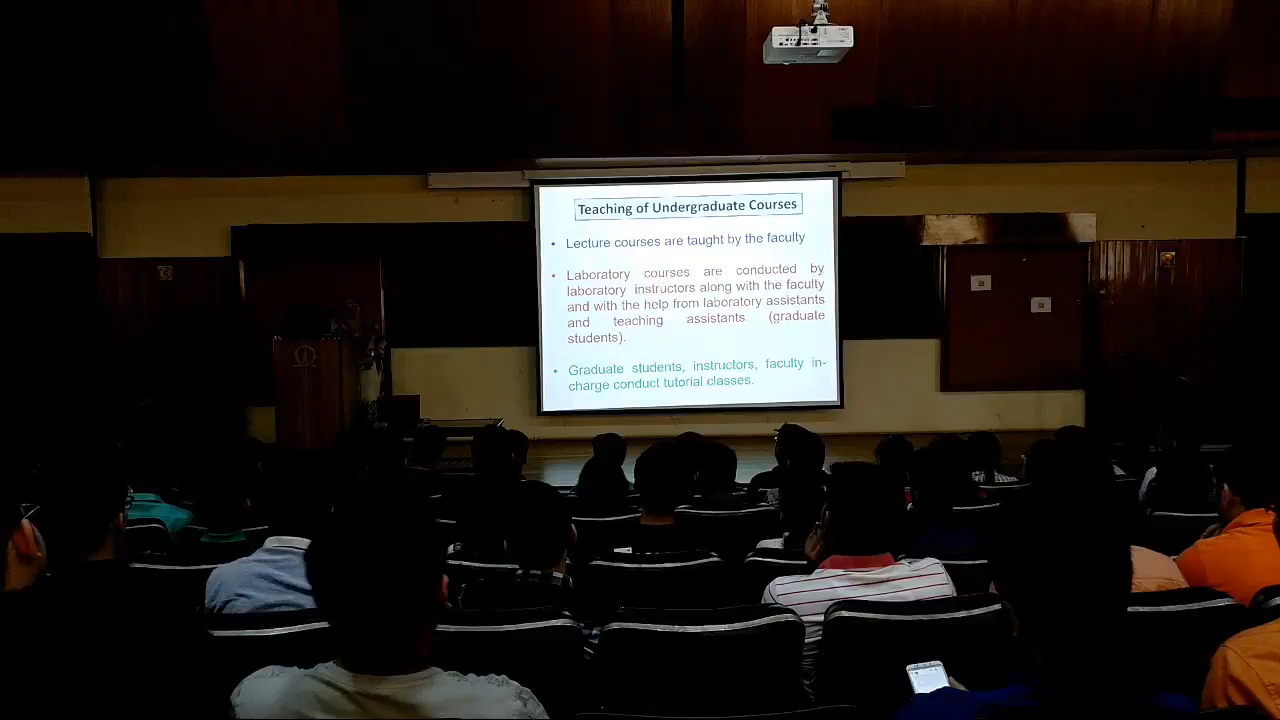 Teaching of Undergraduate Courses
• Lecture courses are taught by the faculty
• Laboratory courses are conducted by
laboratory instructors along with the faculty
and with the help from laboratory assistants
and teaching assistants (graduate
students).
• Graduate students, instructors, faculty in-
charge conduct tutorial classes.